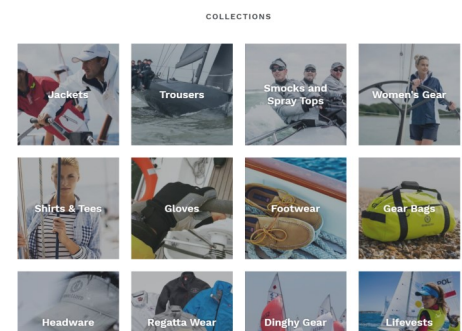 COLLECTIONS
Jackets
Trousers
Smocks and
Spray Tops
Women's Gear
Shirts & Tees
Gloves
Footwear
Gear Bags
Headware
Regatta Wear
Dinghy Gear
Lifevests
POL